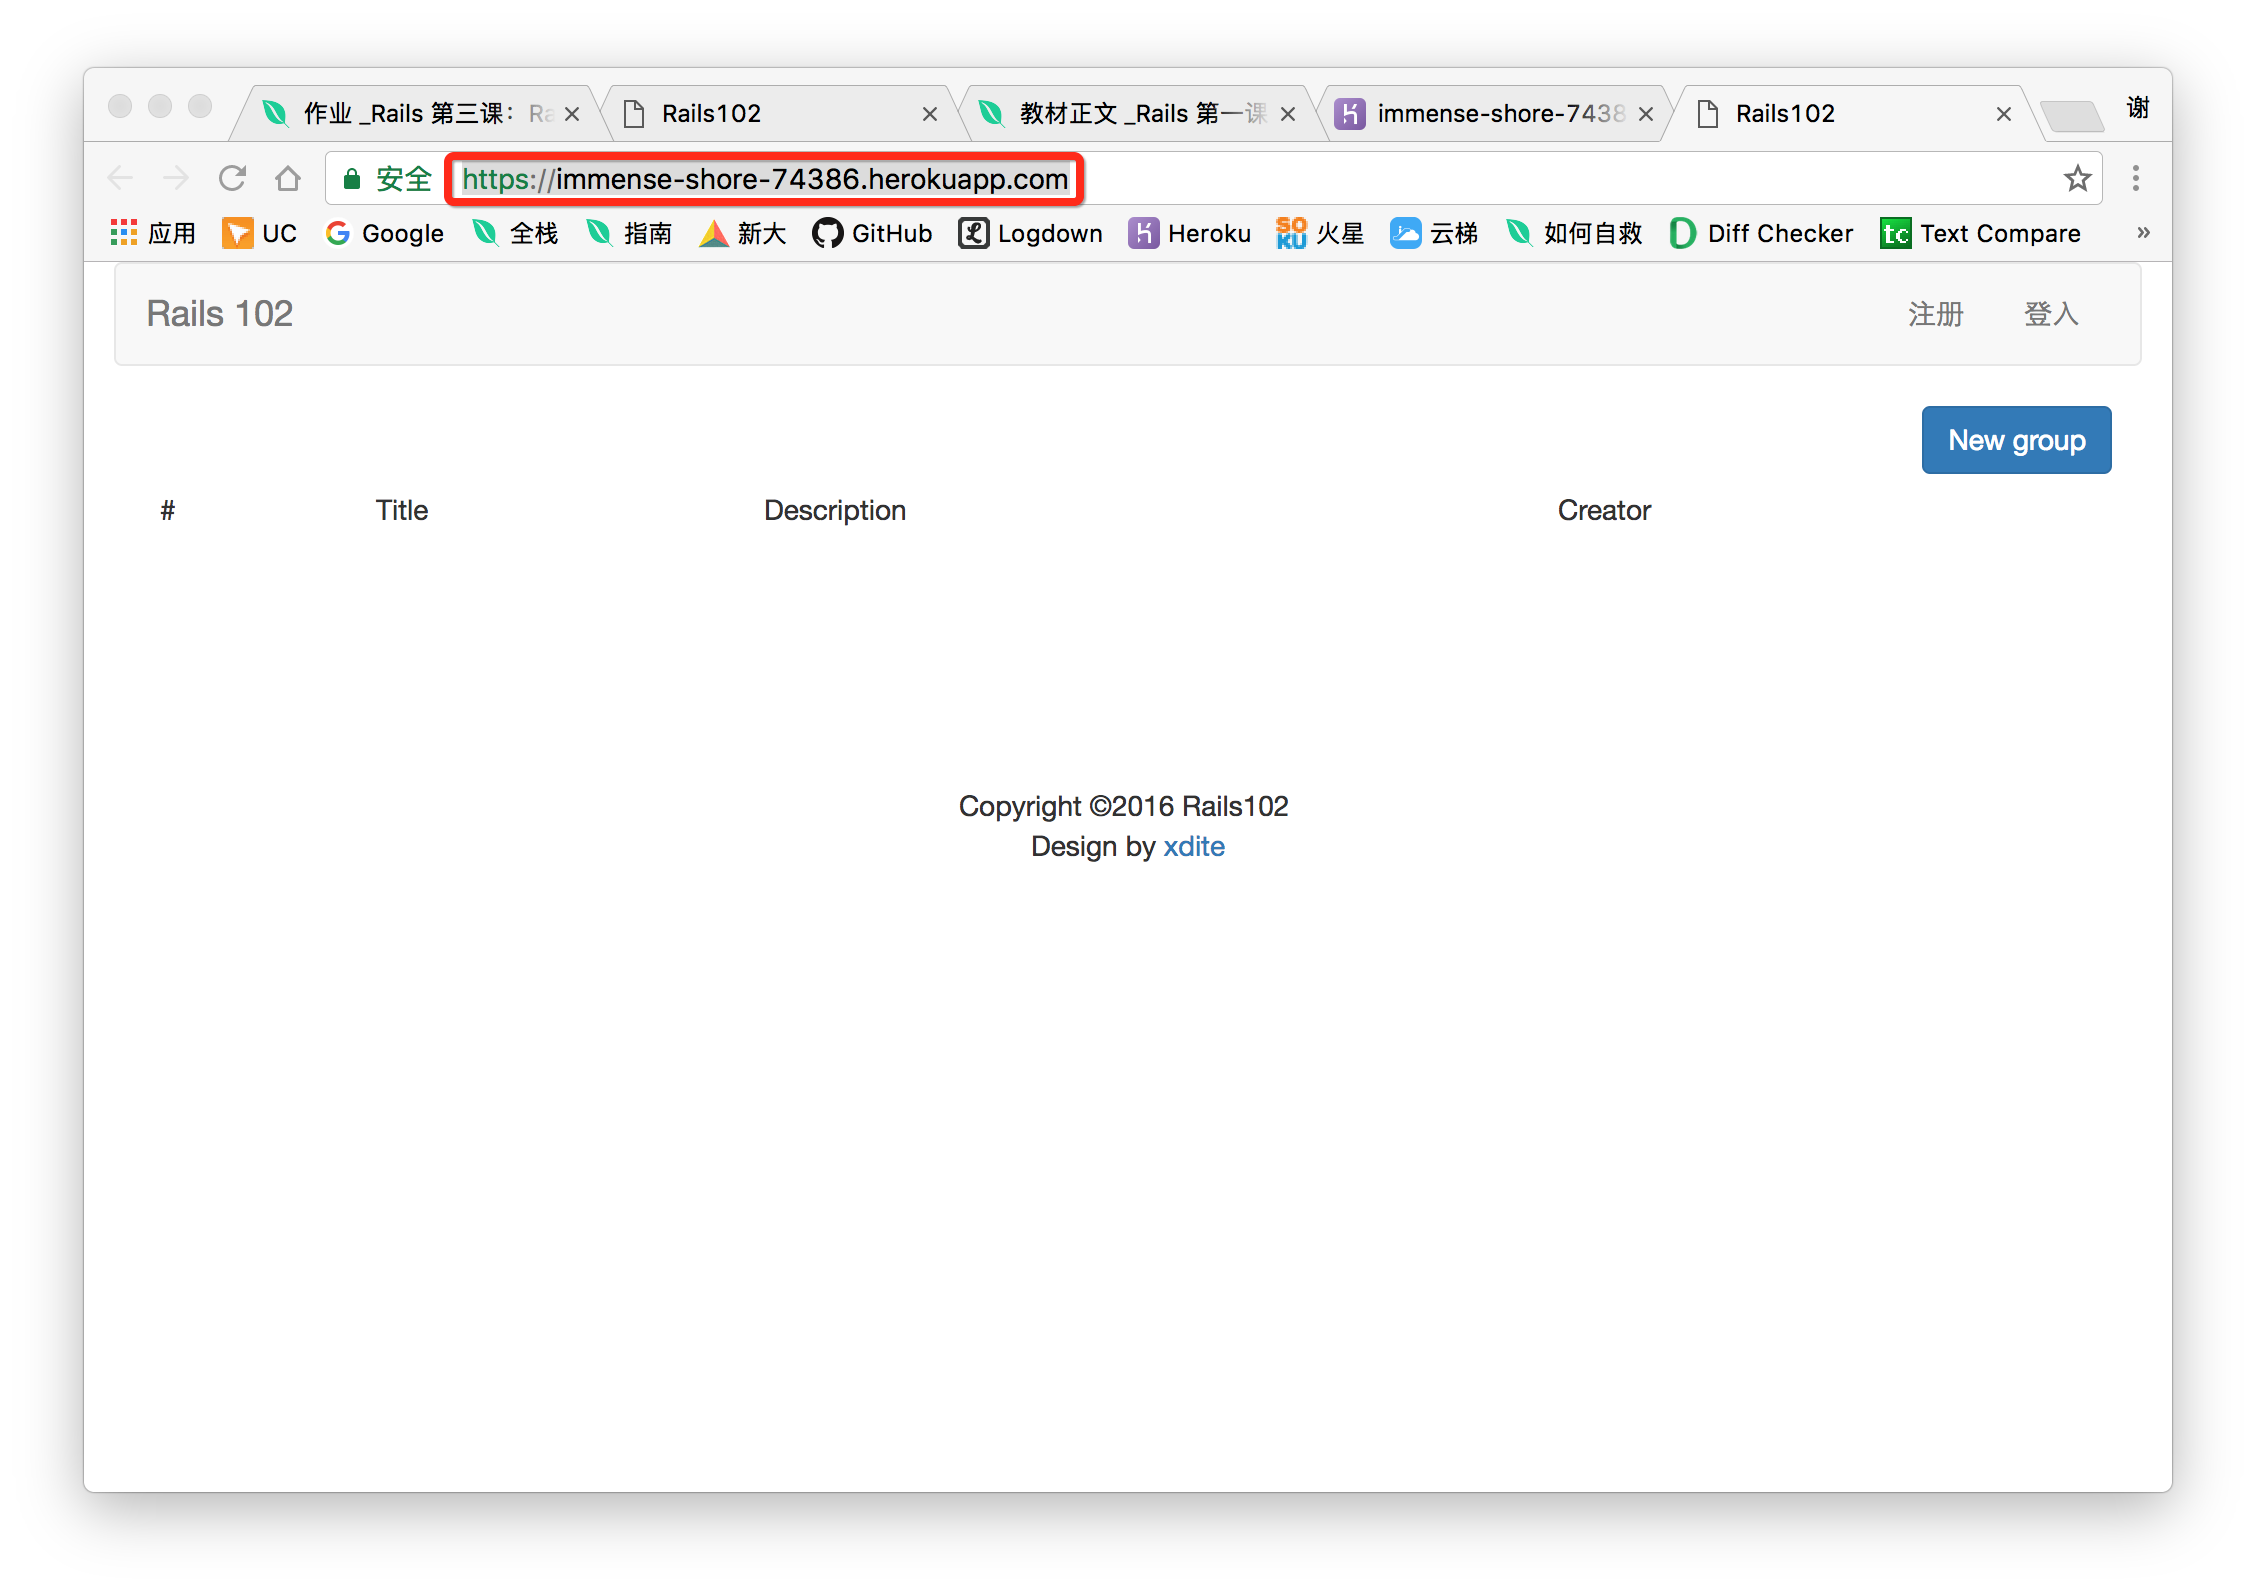 作业 _Rails 第三课: Ra
Rails102
教材正文 _Rails 第一课
immense-shore-7438
Rails102
谢
安全 https://immense-shore-74386.herokuapp.com
应用 UC Google 全栈 指南 新大 GitHub Logdown Heroku 火星 云梯 如何自救 Diff Checker Text Compare »
Rails 102 注册 登入
New group
# Title Description Creator
Copyright ©2016 Rails102
Design by xdite